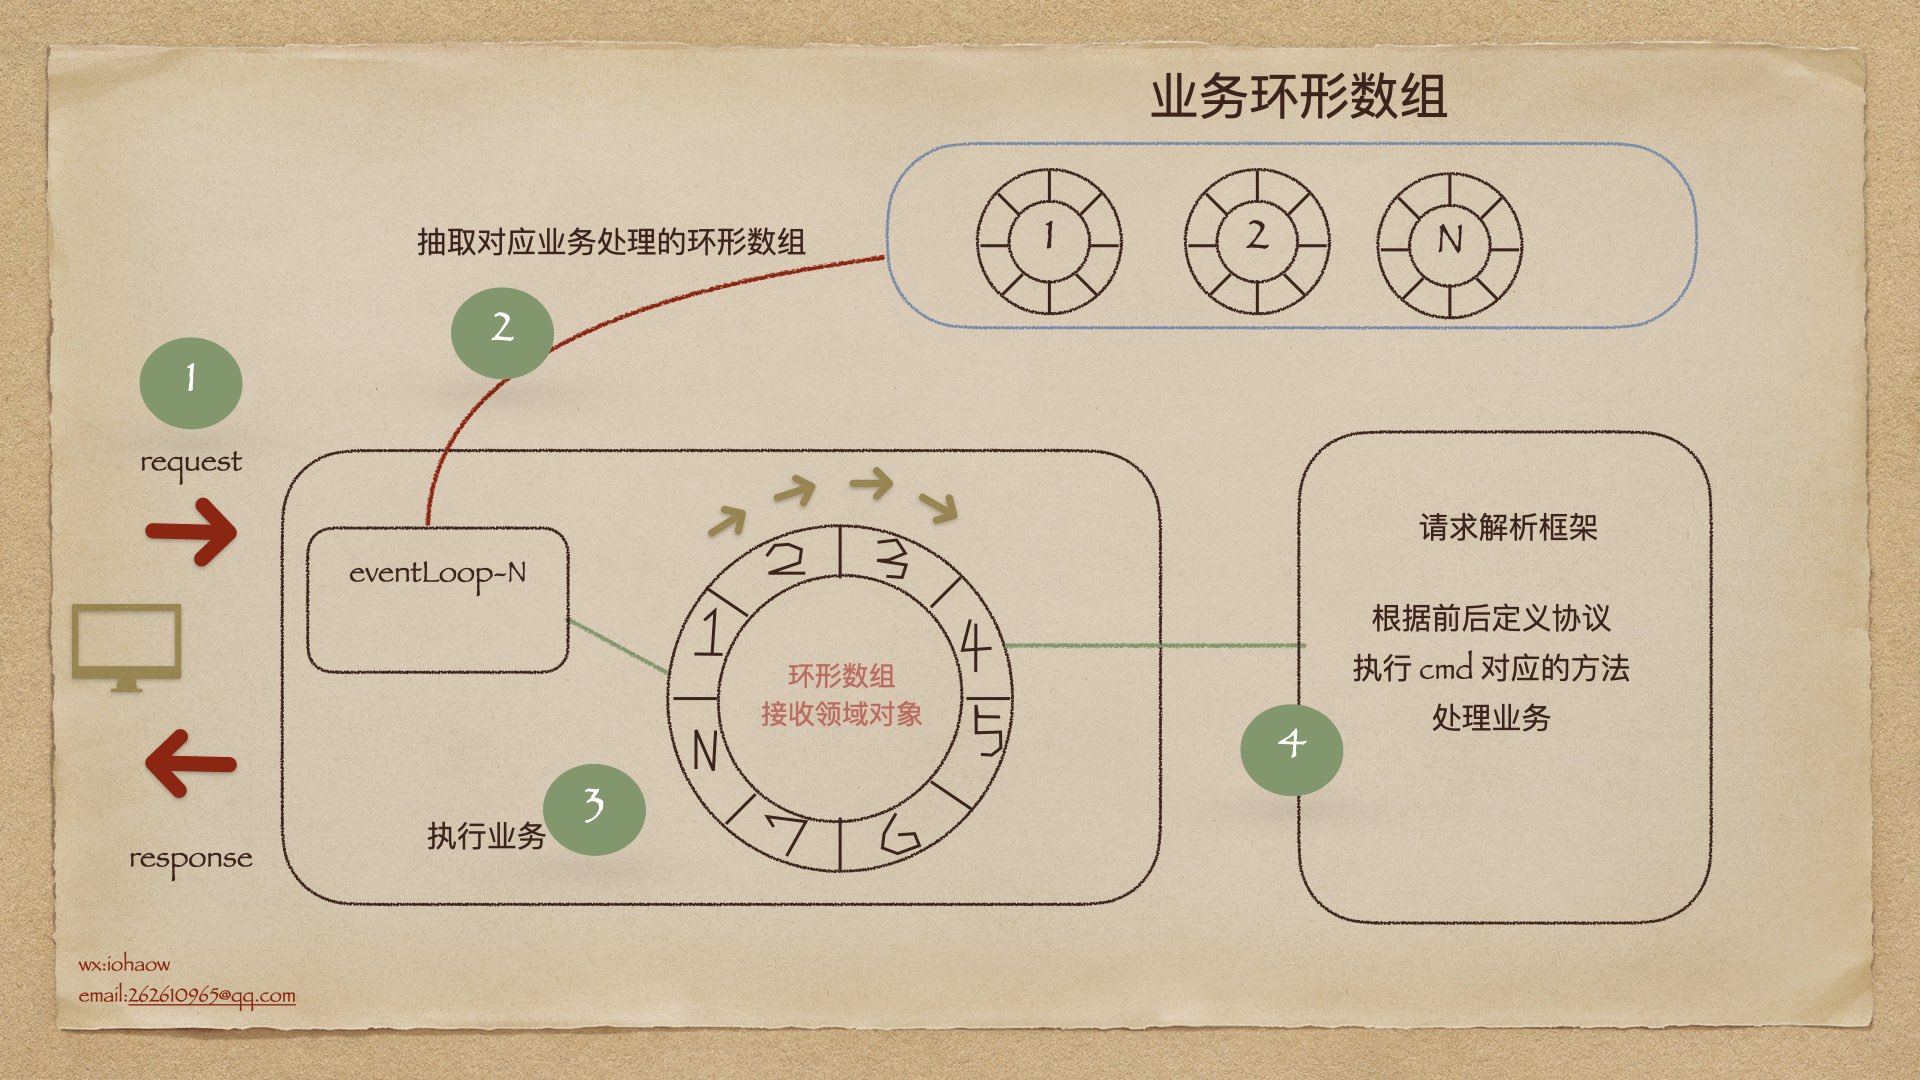 业务环形数组
1
2
N
抽取对应业务处理的环形数组
2
1
request
eventLoop-N
1
2
3
4
5
6
7
N
环形数组
接收领域对象
请求解析框架
根据前后定义协议
执行 cmd 对应的方法
处理业务
4
3
执行业务
response
wx:iohaow
email:262610965@qq.com